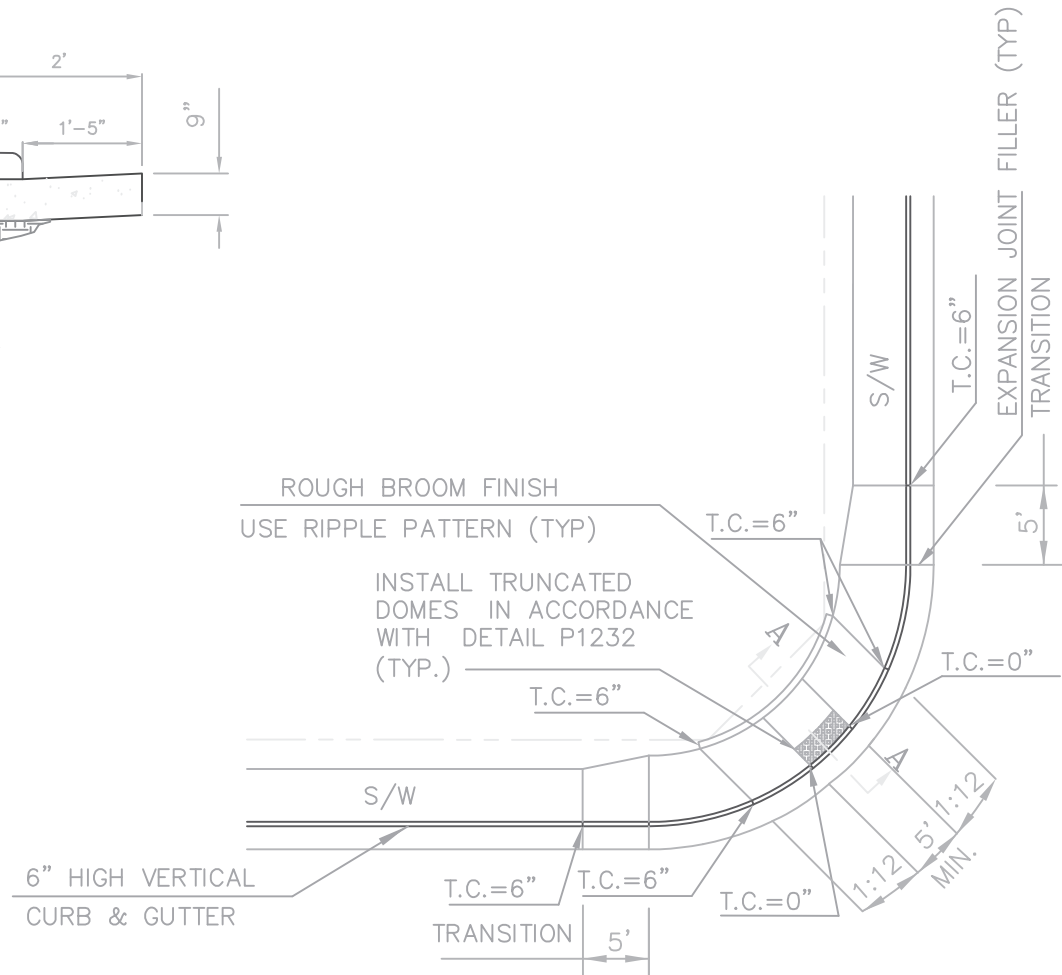 2'
1'-5"
9"
EXPANSION JOINT FILLER (TYP)
TRANSITION
T.C.=6"
S/W
5'
ROUGH BROOM FINISH
USE RIPPLE PATTERN (TYP)
T.C.=6"
INSTALL TRUNCATED
DOMES IN ACCORDANCE
WITH DETAIL P1232
(TYP.)
A
T.C.=0"
T.C.=6"
A
S/W
1:12
5'
MIN.
1:12
6" HIGH VERTICAL
CURB & GUTTER
T.C.=6"
T.C.=6"
T.C.=0"
TRANSITION
5'